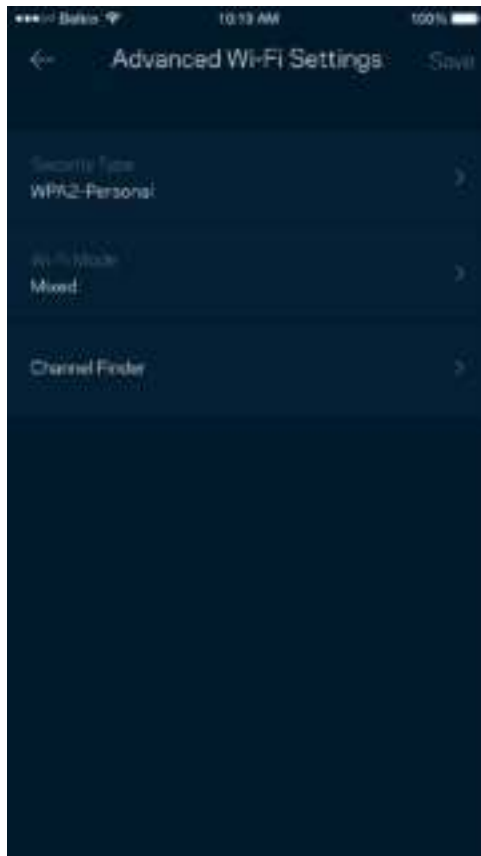 Belkin 10:13 AM 100%
Advanced Wi-Fi Settings Save
Security Type
WPA2-Personal
Wi-Fi Mode
Mixed
Channel Finder